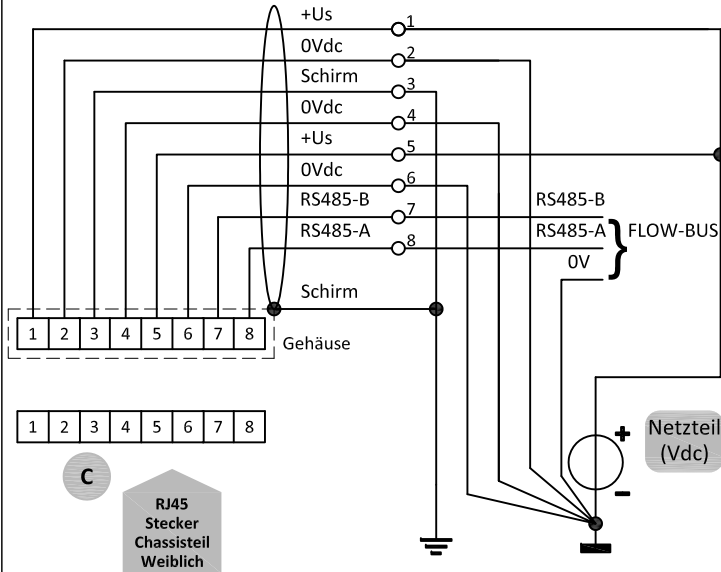 +Us 1
0Vdc 2
Schirm 3
0Vdc 4
+Us 5
0Vdc 6
RS485-B 7 RS485-B
RS485-A 8 RS485-A FLOW-BUS
0V
Schirm
1 2 3 4 5 6 7 8
Gehäuse
1 2 3 4 5 6 7 8
+
Netzteil
(Vdc)
−
C
RJ45
Stecker
Chassisteil
Weiblich